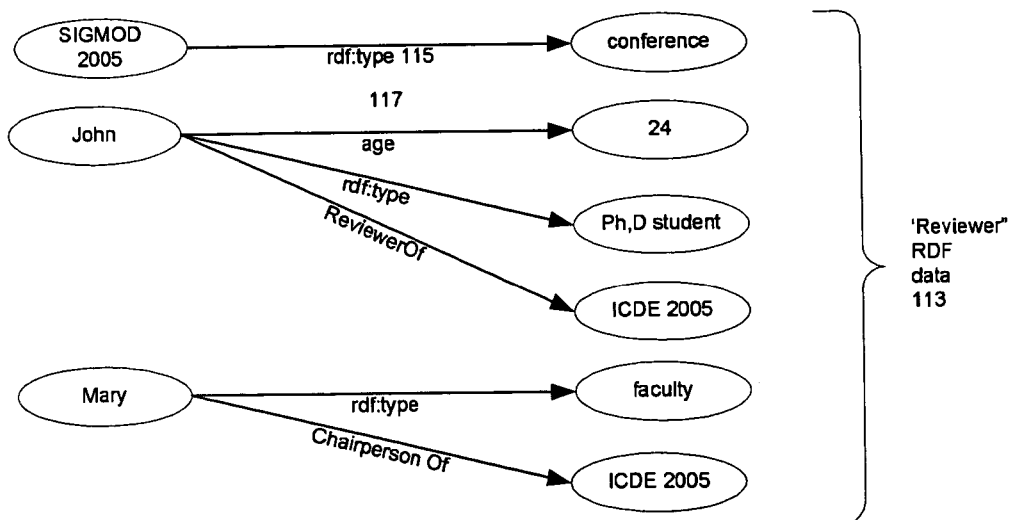 SIGMOD
2005
rdf:type 115
conference
117
John
age
24
rdf:type
Ph,D student
ReviewerOf
ICDE 2005
Mary
rdf:type
faculty
Chairperson Of
ICDE 2005
'Reviewer"
RDF
data
113